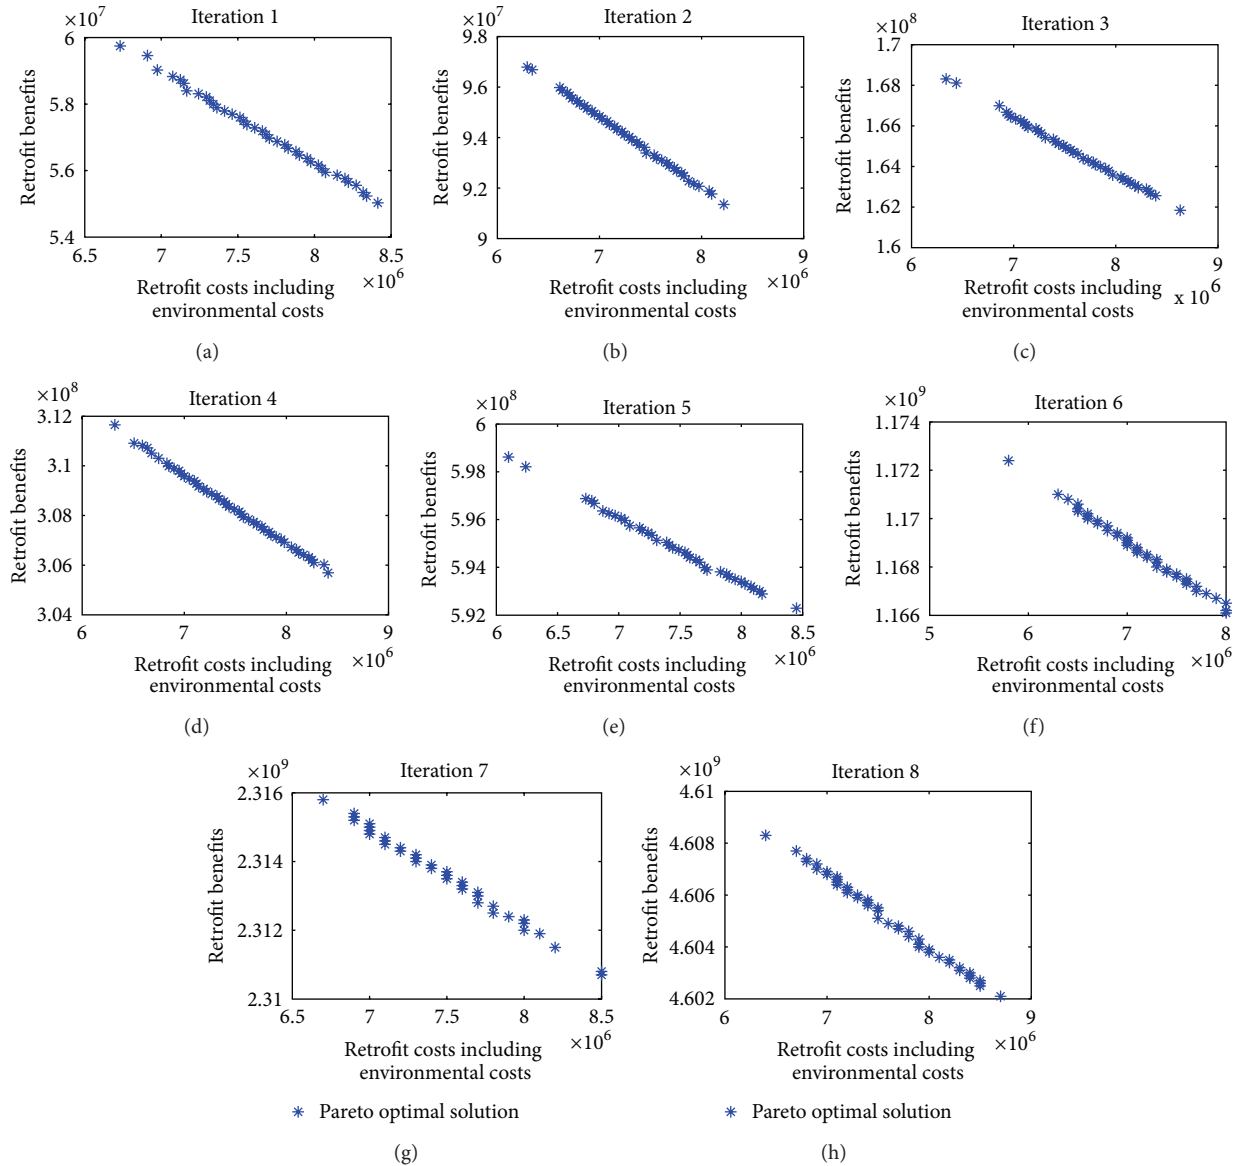 Iteration 1
×10⁷
6
5.8
5.6
5.4
6.5
7
7.5
8
8.5
×10⁶
Retrofit benefits
Retrofit costs including
environmental costs
(a)
Iteration 2
×10⁷
9.8
9.6
9.4
9.2
9
6
7
8
9
×10⁶
Retrofit benefits
Retrofit costs including
environmental costs
(b)
Iteration 3
×10⁸
1.7
1.68
1.66
1.64
1.62
1.6
6
7
8
9
x 10⁶
Retrofit benefits
Retrofit costs including
environmental costs
(c)
Iteration 4
×10⁸
3.12
3.1
3.08
3.06
3.04
6
7
8
9
×10⁶
Retrofit benefits
Retrofit costs including
environmental costs
(d)
Iteration 5
×10⁸
6
5.98
5.96
5.94
5.92
6
6.5
7
7.5
8
8.5
×10⁶
Retrofit benefits
Retrofit costs including
environmental costs
(e)
Iteration 6
×10⁹
1.174
1.172
1.17
1.168
1.166
5
6
7
8
×10⁶
Retrofit benefits
Retrofit costs including
environmental costs
(f)
Iteration 7
×10⁹
2.316
2.314
2.312
2.31
6.5
7
7.5
8
8.5
×10⁶
Retrofit benefits
Retrofit costs including
environmental costs
Pareto optimal solution
(g)
Iteration 8
×10⁹
4.61
4.608
4.606
4.604
4.602
6
7
8
9
×10⁶
Retrofit benefits
Retrofit costs including
environmental costs
Pareto optimal solution
(h)